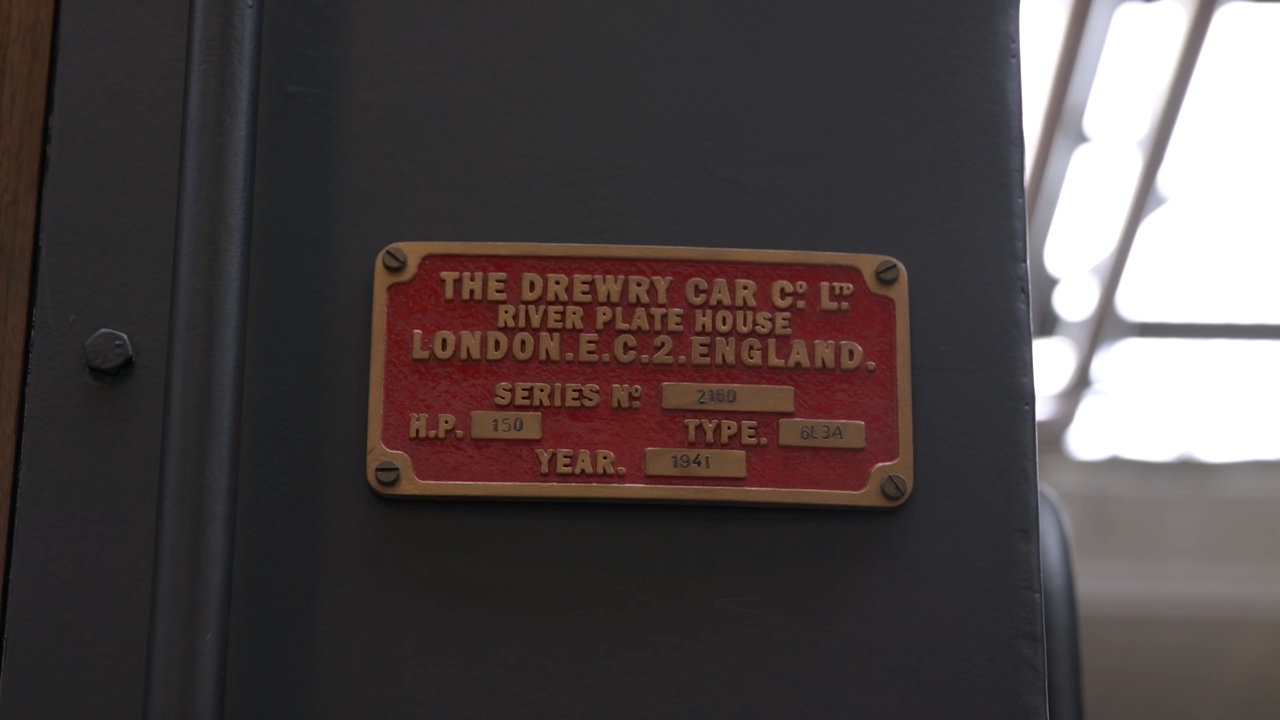 THE DREWRY CAR Cº LTD
RIVER PLATE HOUSE
LONDON.E.C.2.ENGLAND.
SERIES Nº 2160
H.P. 150 TYPE. 6L3A
YEAR. 1941